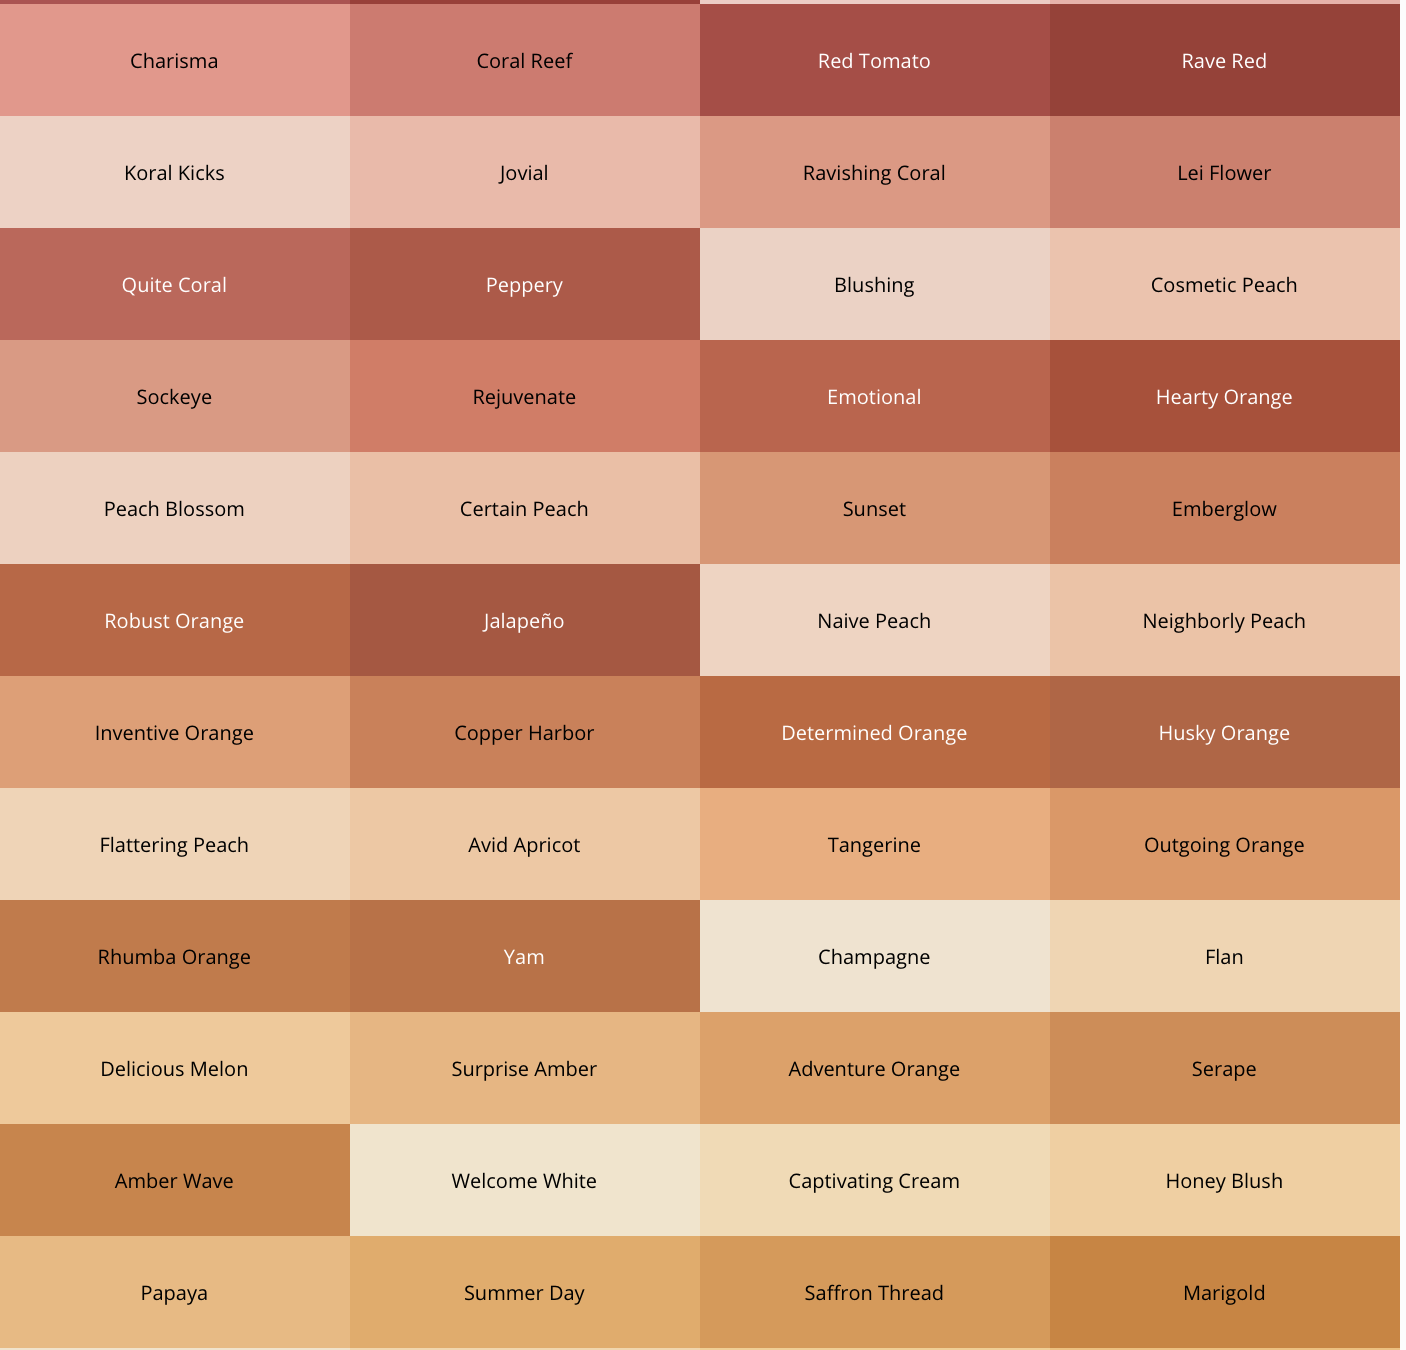 Charisma
Coral Reef
Red Tomato
Rave Red
Koral Kicks
Jovial
Ravishing Coral
Lei Flower
Quite Coral
Peppery
Blushing
Cosmetic Peach
Sockeye
Rejuvenate
Emotional
Hearty Orange
Peach Blossom
Certain Peach
Sunset
Emberglow
Robust Orange
Jalapeño
Naive Peach
Neighborly Peach
Inventive Orange
Copper Harbor
Determined Orange
Husky Orange
Flattering Peach
Avid Apricot
Tangerine
Outgoing Orange
Rhumba Orange
Yam
Champagne
Flan
Delicious Melon
Surprise Amber
Adventure Orange
Serape
Amber Wave
Welcome White
Captivating Cream
Honey Blush
Papaya
Summer Day
Saffron Thread
Marigold